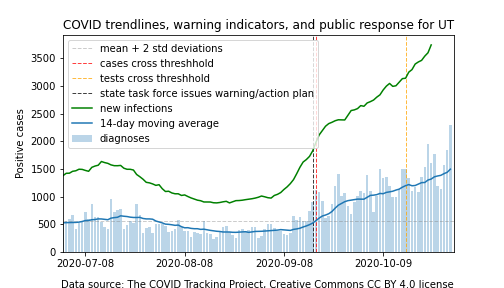 COVID trendlines, warning indicators, and public response for UT
mean + 2 std deviations
cases cross threshhold
tests cross threshhold
state task force issues warning/action plan
new infections
14-day moving average
diagnoses
Positive cases
3500
3000
2500
2000
1500
1000
500
0
2020-07-08
2020-08-08
2020-09-08
2020-10-09
Data source: The COVID Tracking Project, Creative Commons CC BY 4.0 license